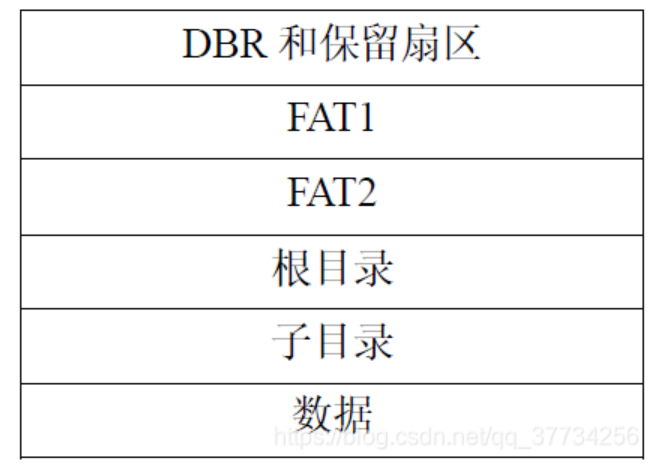 DBR 和保留扇区
FAT1
FAT2
根目录
子目录
数据
https://blog.csdn.net/qq_37734256